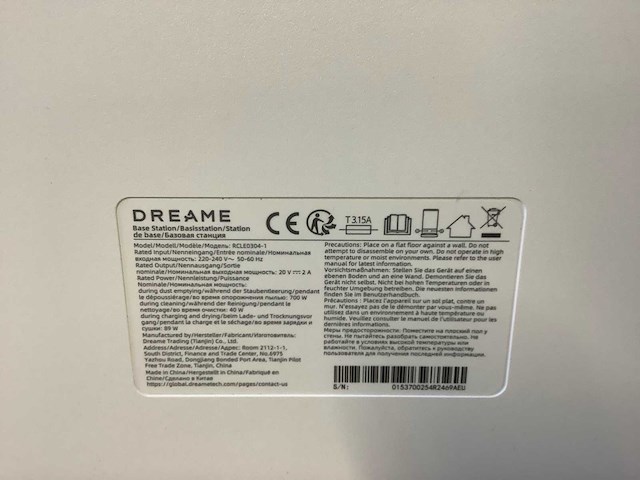 DREAME
Base Station/Basisstation/Station
de base/Базовая станция
T 3.15A
Model/Modell/Modèle/Модель: RCLE0304-1
Rated Input/Nenneingang/Entrée nominale/Номинальная
входная мощность: 220-240 V~ 50-60 Hz
Rated Output/Nennausgang/Sortie
nominale/Номинальная выходная мощность: 20 V ⎓ 2 A
Rated Power/Nennleistung/Puissance
Nominale/Номинальная мощность:
during dust emptying/während der Staubentleerung/pendant
le dépoussiérage/во время опорожнения пылью: 700 W
during cleaning/während der Reinigung/pendant le
nettoyage/во время очистки: 40 W
during charging and drying/beim Lade- und Trocknungsvor
gang/pendant la charge et le séchage/во время зарядки и
сушки: 89 W
Manufactured by/Hersteller/Fabricant/Изготовитель:
Dreame Trading (Tianjin) Co., Ltd.
Address/Adresse/Adresse/Адрес: Room 2112-1-1,
South District, Finance and Trade Center, No.6975
Yazhou Road, Dongjiang Bonded Port Area, Tianjin Pilot
Free Trade Zone, Tianjin, China
Made in China/Hergestellt in China/Fabriqué en
Chine/Сделано в Китае
https://global.dreametech.com/pages/contact-us
Precautions: Place on a flat floor against a wall. Do not
attempt to disassemble on your own. Do not operate in high
temperature or moist environments. Please refer to the user
manual for latest information.
Vorsichtsmaßnahmen: Stellen Sie das Gerät auf einen
ebenen Boden und an eine Wand. Demontieren Sie das
Gerät nicht selbst. Nicht bei hohen Temperaturen oder in
feuchter Umgebung betreiben. Die neuesten Informationen
finden Sie im Benutzerhandbuch.
Précautions : Placez l'appareil sur un sol plat, contre un
mur. N'essayez pas de le démonter par vous-même. Ne pas
utilisez dans un environnement à haute température ou
humide. Veuillez consulter le manuel de l'utilisateur pour les
dernières informations.
Меры предосторожности: Поместите на плоский пол у
стены. Не пытайтесь разбирать самостоятельно. Не
работайте в условиях высокой температуры или
влажности. Пожалуйста, обратитесь к руководству
пользователя для получения последней информации.
S/N: 0153700254R2469AEU